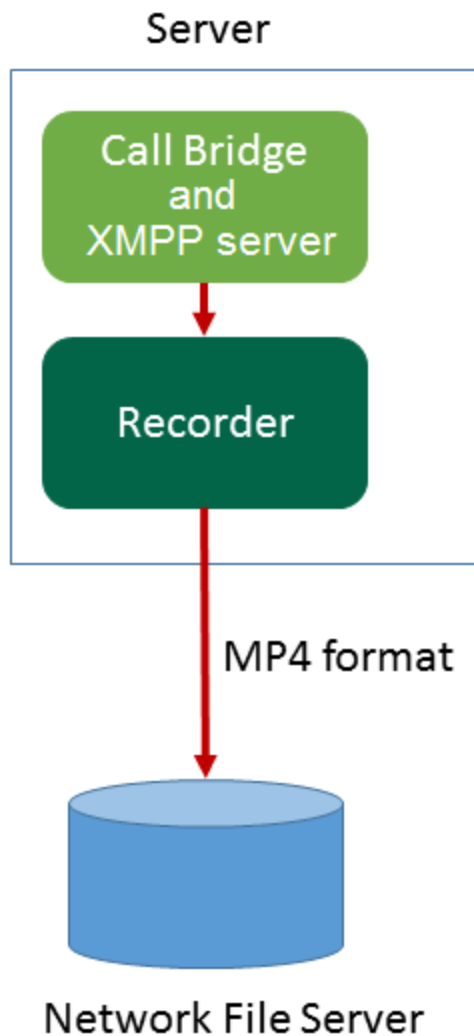 Server
Call Bridge
and
XMPP server
Recorder
MP4 format
Network File Server